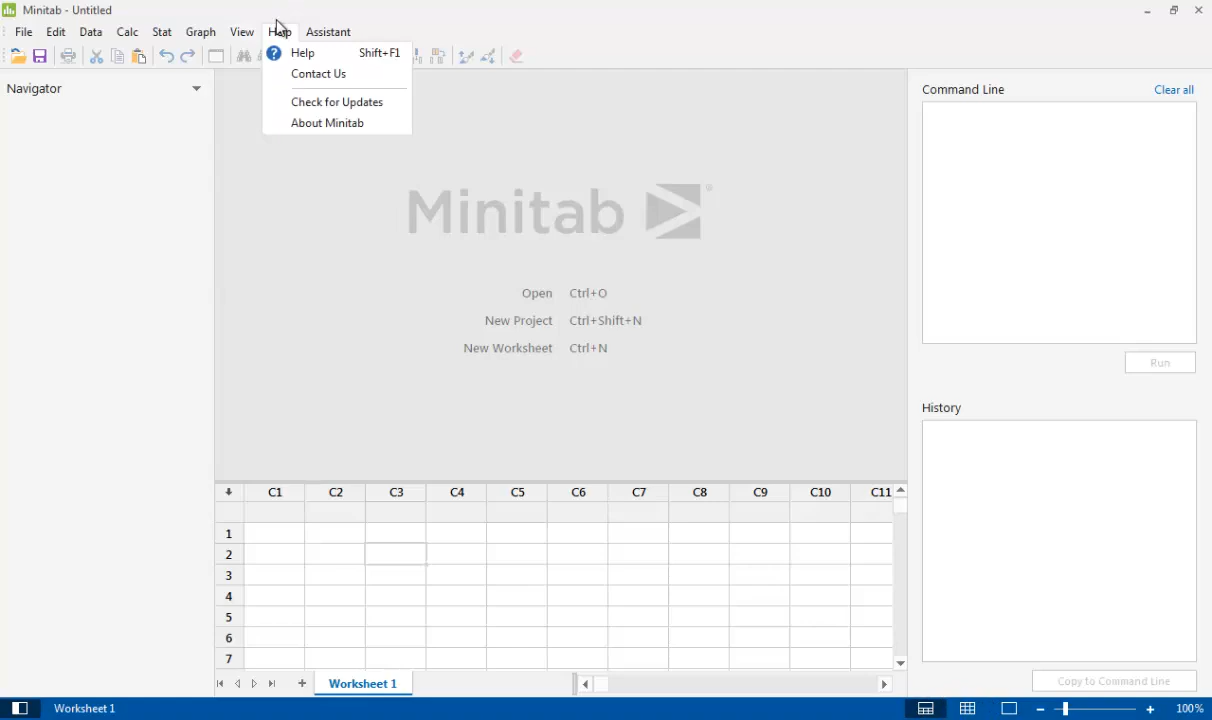 Minitab - Untitled
File Edit Data Calc Stat Graph View Help Assistant
Help Shift+F1
Contact Us
Check for Updates
About Minitab
Navigator
Minitab
Open Ctrl+O
New Project Ctrl+Shift+N
New Worksheet Ctrl+N
Command Line Clear all
Run
History
Copy to Command Line
C1 C2 C3 C4 C5 C6 C7 C8 C9 C10 C11
1
2
3
4
5
6
7
Worksheet 1
Worksheet 1 100%